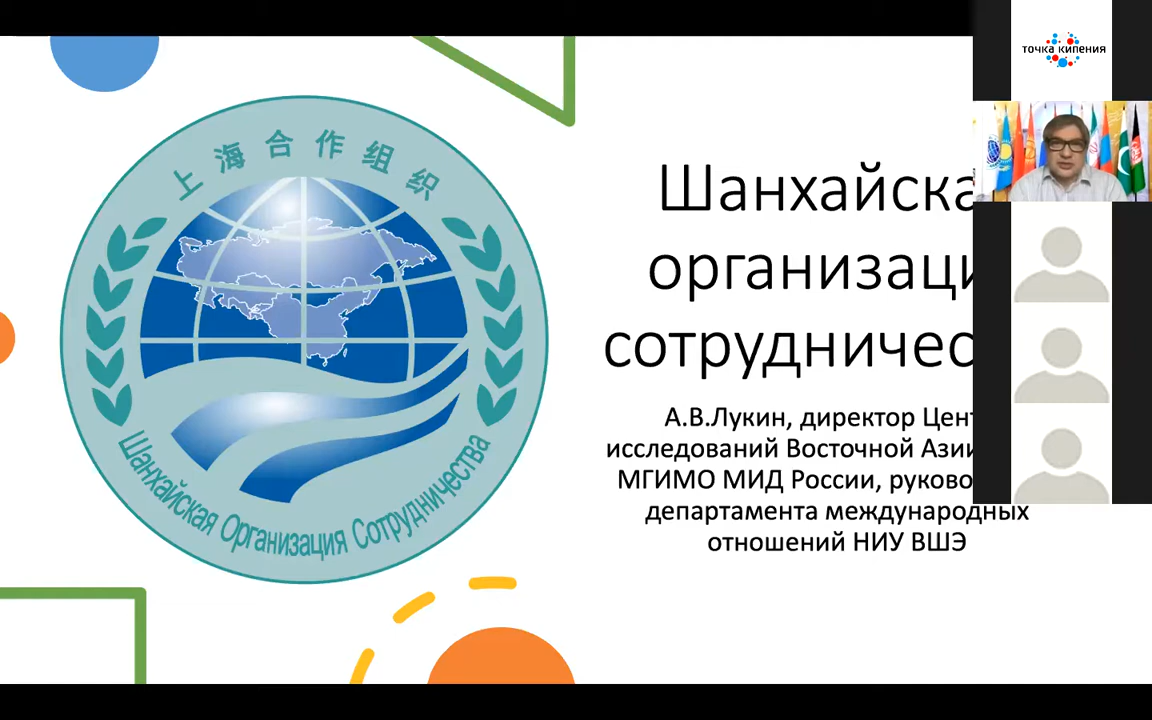 точка кипения
上海合作组织
Шанхайская Организация Сотрудничества
Шанхайска
организаци
сотрудничес
А.В.Лукин, директор Цент
исследований Восточной Азии
МГИМО МИД России, руково
департамента международных
отношений НИУ ВШЭ